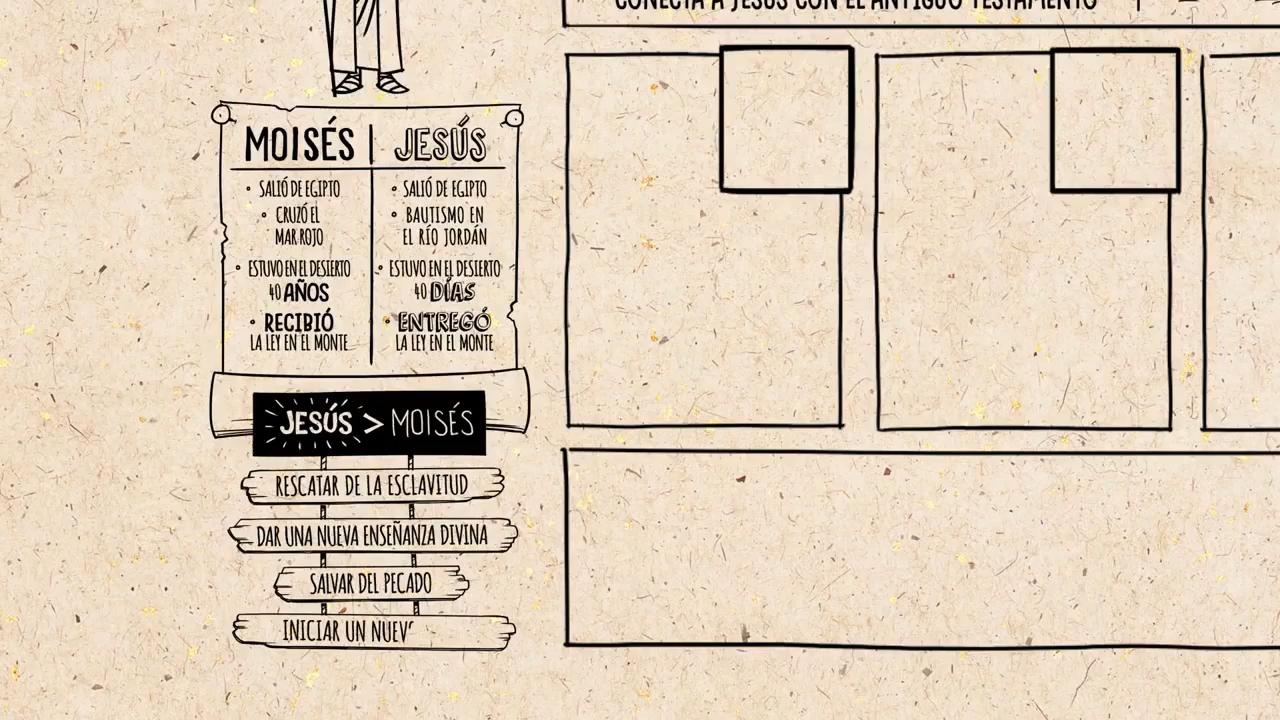 CONECTA A JESÚS CON EL ANTIGUO TESTAMENTO
MOISÉS | JESÚS
• SALIÓ DE EGIPTO
• CRUZÓ EL
MAR ROJO
• ESTUVO EN EL DESIERTO
40 AÑOS
• RECIBIÓ
LA LEY EN EL MONTE
• SALIÓ DE EGIPTO
• BAUTISMO EN
EL RÍO JORDÁN
• ESTUVO EN EL DESIERTO
40 DÍAS
• ENTREGÓ
LA LEY EN EL MONTE
JESÚS > MOISÉS
RESCATAR DE LA ESCLAVITUD
DAR UNA NUEVA ENSEÑANZA DIVINA
SALVAR DEL PECADO
INICIAR UN NUEV